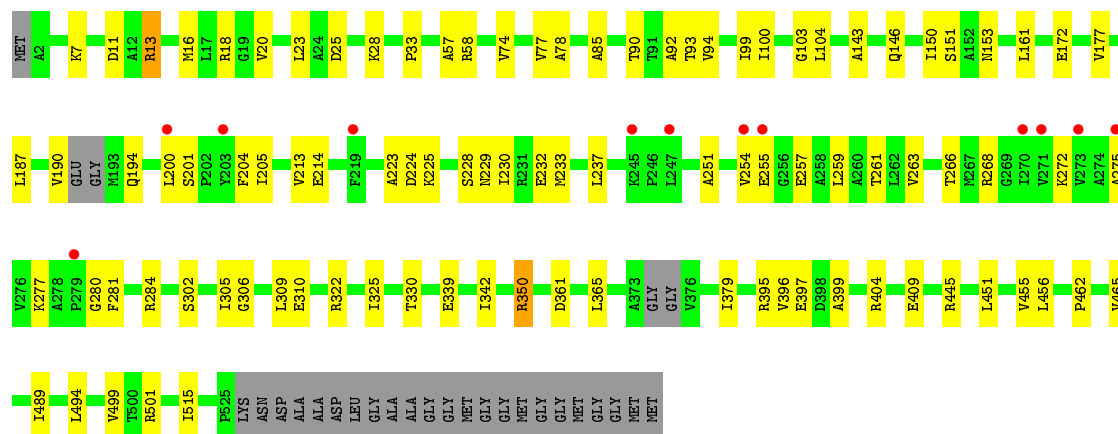 MET A2 K7 D11 A12 R13 M16 L17 R18 G19 V20 L23 A24 D25 K28 P33 A57 R58 V74 V77 A78 A85 T90 T91 A92 T93 V94 I99 I100 G103 L104 A143 Q146 I150 S151 A152 N153 L161 E172 V177
L187 V190 GLU GLY M193 Q194 L200 S201 P202 Y203 F204 I205 V213 E214 F219 A223 D224 K225 S228 N229 I230 R231 E232 M233 L237 K245 P246 L247 A251 V254 E255 G256 E257 A258 L259 A260 T261 L262 V263 T266 M267 R268 G269 I270 V271 K272 V273 A274 A275
V276 K277 A278 P279 G280 F281 R284 S302 I305 G306 L309 E310 R322 I325 T330 E339 I342 R350 D361 L365 A373 GLY GLY V376 I379 R395 V396 E397 D398 A399 R404 E409 R445 L451 V455 L456 P462 V465
I489 L494 V499 T500 R501 I515 P525 LYS ASN ASP ALA ALA ASP LEU GLY ALA ALA GLY GLY MET GLY GLY MET GLY GLY MET GLY GLY MET MET